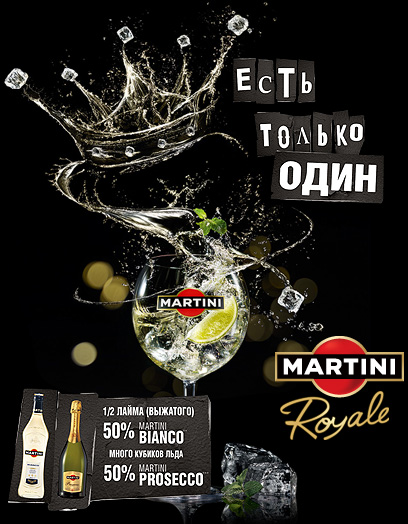 ЕСТЬ
ТОЛЬКО
ОДИН
MARTINI
MARTINI
Royale
1/2 ЛАЙМА (ВЫЖАТОГО)
50% MARTINI BIANCO
МНОГО КУБИКОВ ЛЬДА
50% MARTINI PROSECCO